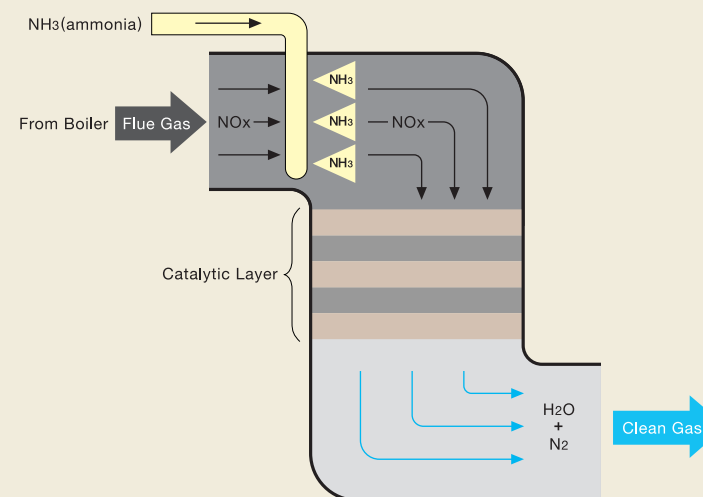 NH3(ammonia)
NH3
From Boiler
Flue Gas
NOx
NH3
NOx
NH3
Catalytic Layer
H2O
+
N2
Clean Gas